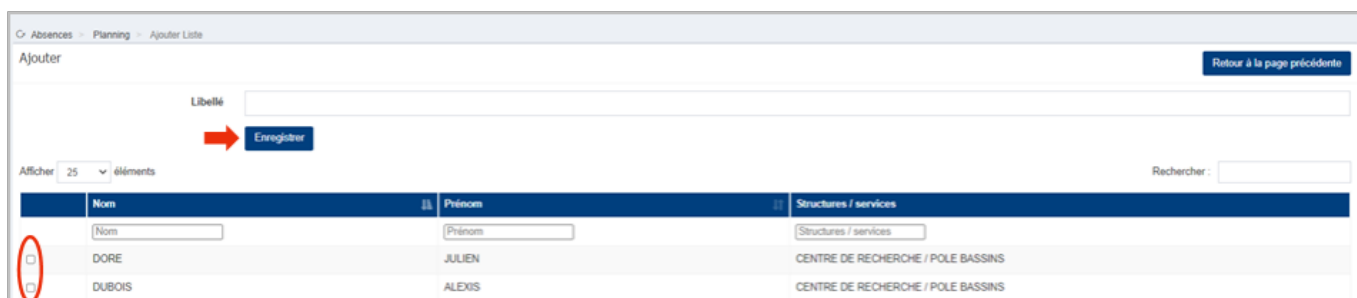 Absences > Planning > Ajouter Liste
Ajouter
Retour à la page précédente
Libellé
Enregistrer
Afficher 25 éléments
Rechercher :
Nom Prénom Structures / services
Nom Prénom Structures / services
DORE JULIEN CENTRE DE RECHERCHE / POLE BASSINS
DUBOIS ALEXIS CENTRE DE RECHERCHE / POLE BASSINS